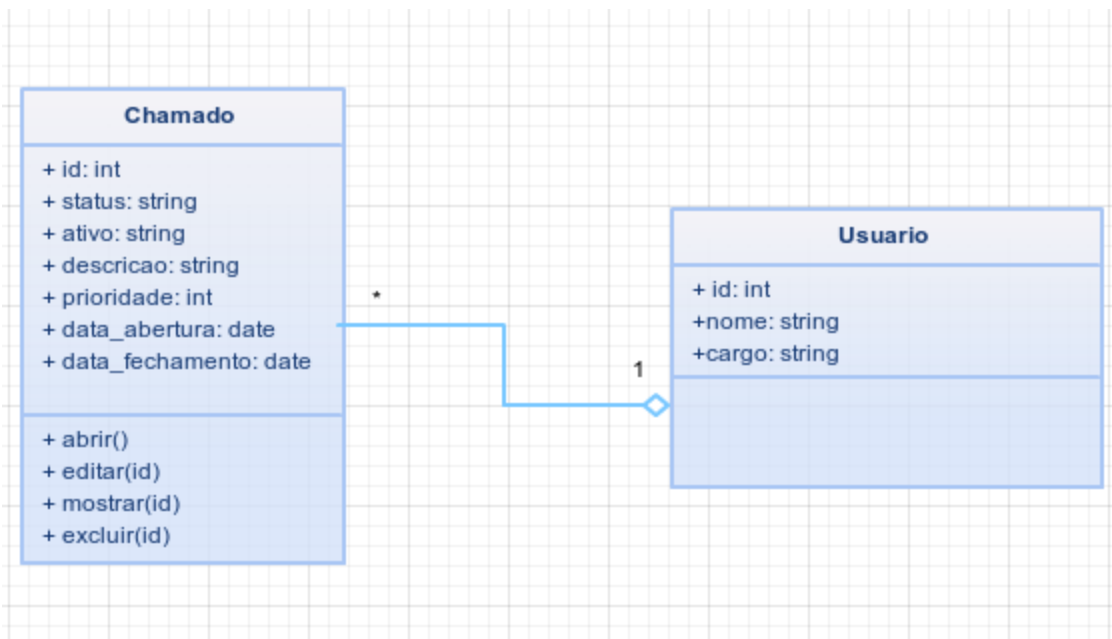 Chamado
+ id: int
+ status: string
+ ativo: string
+ descricao: string
+ prioridade: int
+ data_abertura: date
+ data_fechamento: date
+ abrir()
+ editar(id)
+ mostrar(id)
+ excluir(id)
*
1
Usuario
+ id: int
+nome: string
+cargo: string